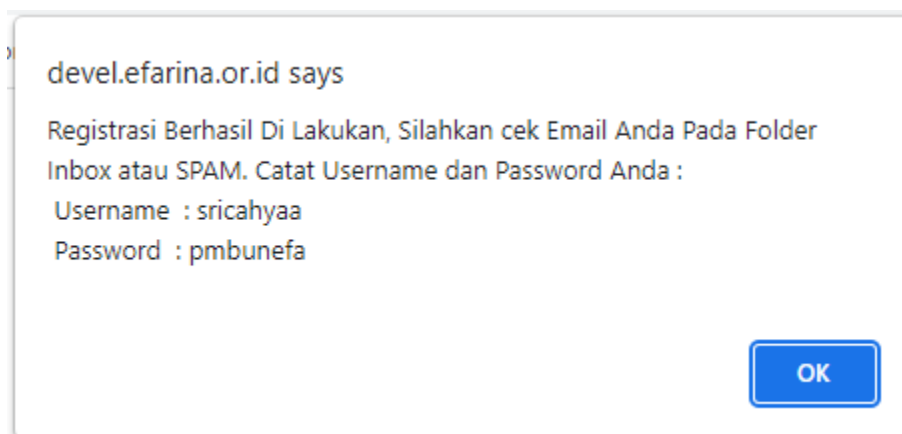 devel.efarina.or.id says
Registrasi Berhasil Di Lakukan, Silahkan cek Email Anda Pada Folder
Inbox atau SPAM. Catat Username dan Password Anda :
Username : sricahyaa
Password : pmbunefa
OK